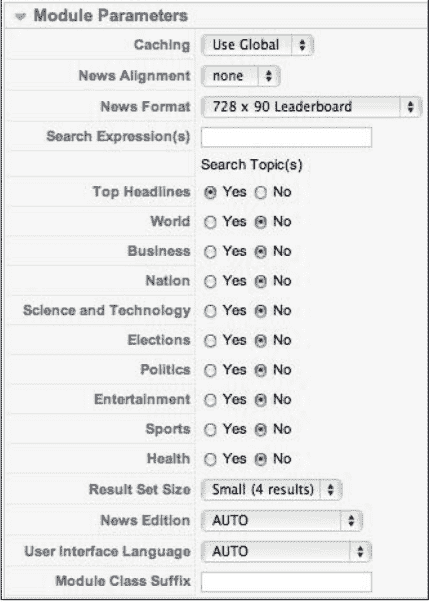 Module Parameters
Caching Use Global
News Alignment none
News Format 728 x 90 Leaderboard
Search Expression(s)
Search Topic(s)
Top Headlines Yes No
World Yes No
Business Yes No
Nation Yes No
Science and Technology Yes No
Elections Yes No
Politics Yes No
Entertainment Yes No
Sports Yes No
Health Yes No
Result Set Size Small (4 results)
News Edition AUTO
User Interface Language AUTO
Module Class Suffix